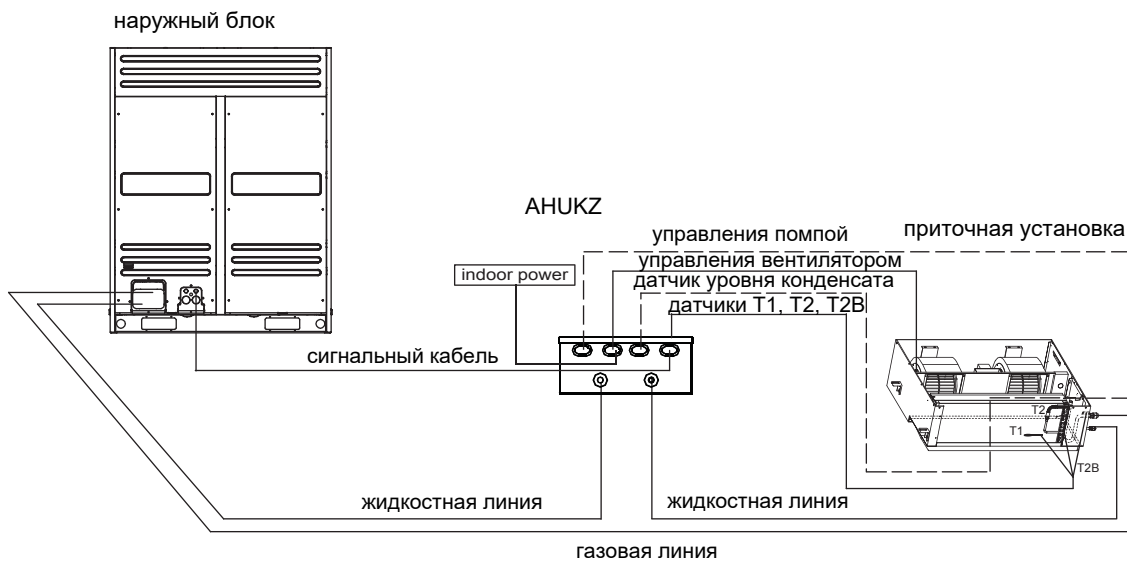 наружный блок
AHUKZ
управления помпой
приточная установка
indoor power
управления вентилятором
датчик уровня конденсата
датчики T1, T2, T2B
сигнальный кабель
T2
T1
T2B
жидкостная линия
жидкостная линия
газовая линия